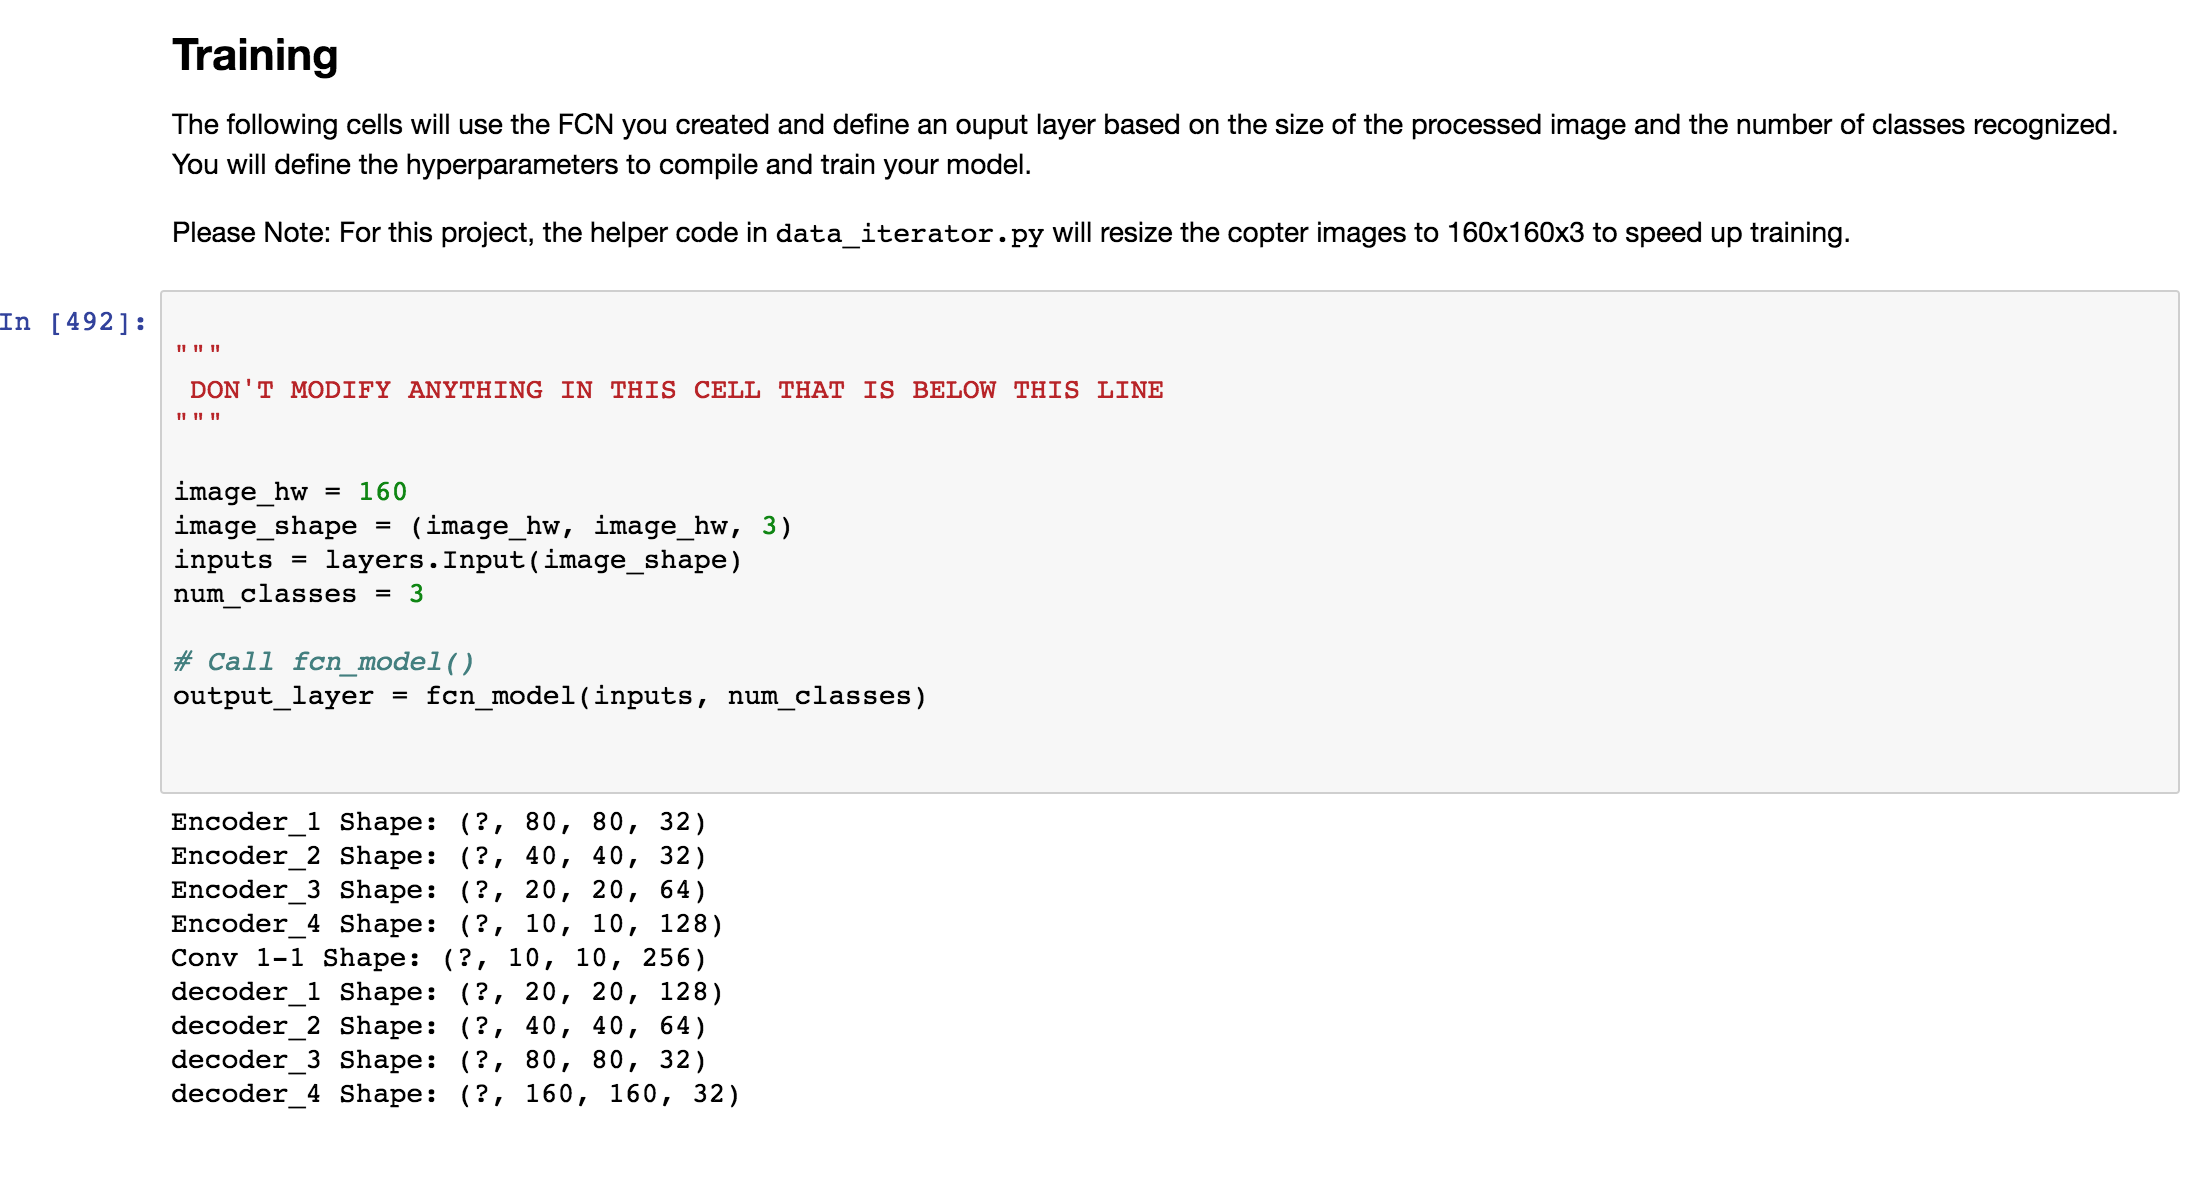 Training
The following cells will use the FCN you created and define an ouput layer based on the size of the processed image and the number of classes recognized.
You will define the hyperparameters to compile and train your model.
Please Note: For this project, the helper code in data_iterator.py will resize the copter images to 160x160x3 to speed up training.
In [492]:
"""
DON'T MODIFY ANYTHING IN THIS CELL THAT IS BELOW THIS LINE
"""
image_hw = 160
image_shape = (image_hw, image_hw, 3)
inputs = layers.Input(image_shape)
num_classes = 3
# Call fcn_model()
output_layer = fcn_model(inputs, num_classes)
Encoder_1 Shape: (?, 80, 80, 32)
Encoder_2 Shape: (?, 40, 40, 32)
Encoder_3 Shape: (?, 20, 20, 64)
Encoder_4 Shape: (?, 10, 10, 128)
Conv 1-1 Shape: (?, 10, 10, 256)
decoder_1 Shape: (?, 20, 20, 128)
decoder_2 Shape: (?, 40, 40, 64)
decoder_3 Shape: (?, 80, 80, 32)
decoder_4 Shape: (?, 160, 160, 32)